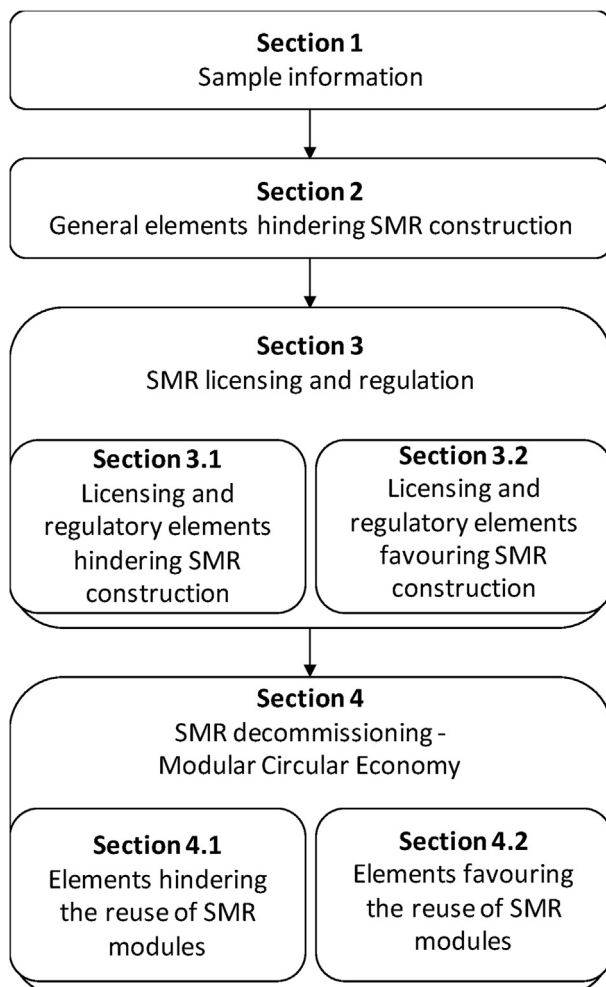 Section 1
Sample information
Section 2
General elements hindering SMR construction
Section 3
SMR licensing and regulation
Section 3.1
Licensing and
regulatory elements
hindering SMR
construction
Section 3.2
Licensing and
regulatory elements
favouring SMR
construction
Section 4
SMR decommissioning -
Modular Circular Economy
Section 4.1
Elements hindering
the reuse of SMR
modules
Section 4.2
Elements favouring
the reuse of SMR
modules